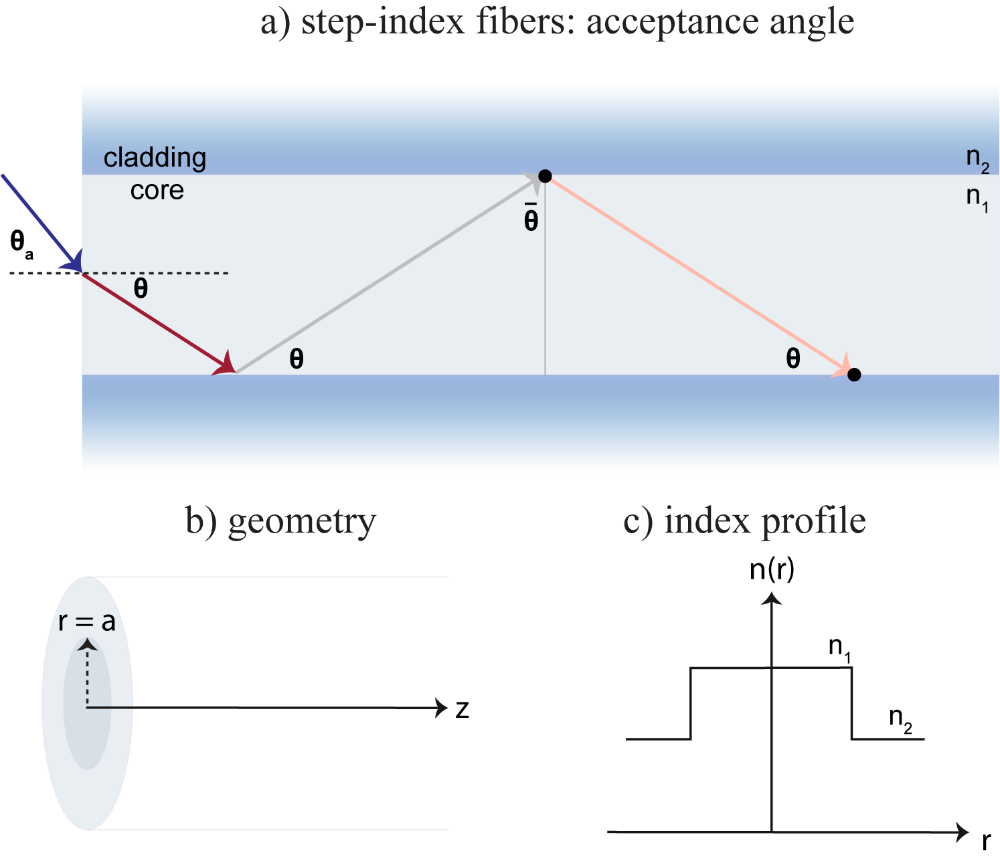 a) step-index fibers: acceptance angle
cladding
n2
core
n1
θ̄
θa
θ
θ
θ
b) geometry
c) index profile
n(r)
r = a
n1
z
n2
r